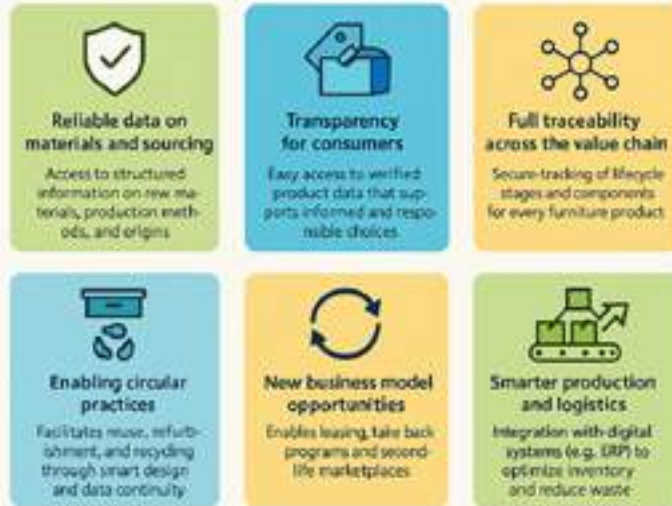 Reliable data on
materials and sourcing
Access to structured
information on new ma-
terials, production meth-
ods, and origins
Transparency
for consumers
Easy access to verified
product data that sup-
ports informed and respo-
nsible choices
Full traceability
across the value chain
Secure-tracking of lifecycle
stages and components
for every furniture product
Enabling circular
practices
Facilitates reuse, refurb-
ishment, and recycling
through smart design
and data continuity
New business model
opportunities
Enables leasing, take back
programs and second-
life marketplaces
Smarter production
and logistics
Integration with-digital
systems (e.g. ERP) to
optimize inventory
and reduce waste